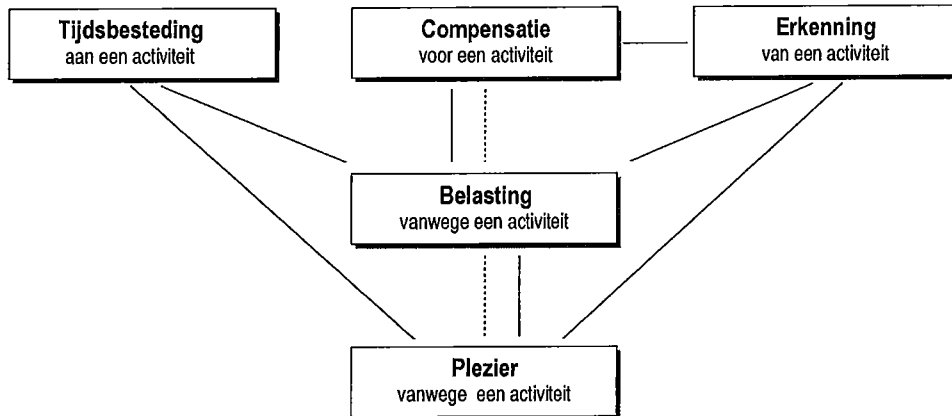 Tijdsbesteding
aan een activiteit
Compensatie
voor een activiteit
Erkenning
van een activiteit
Belasting
vanwege een activiteit
Plezier
vanwege een activiteit